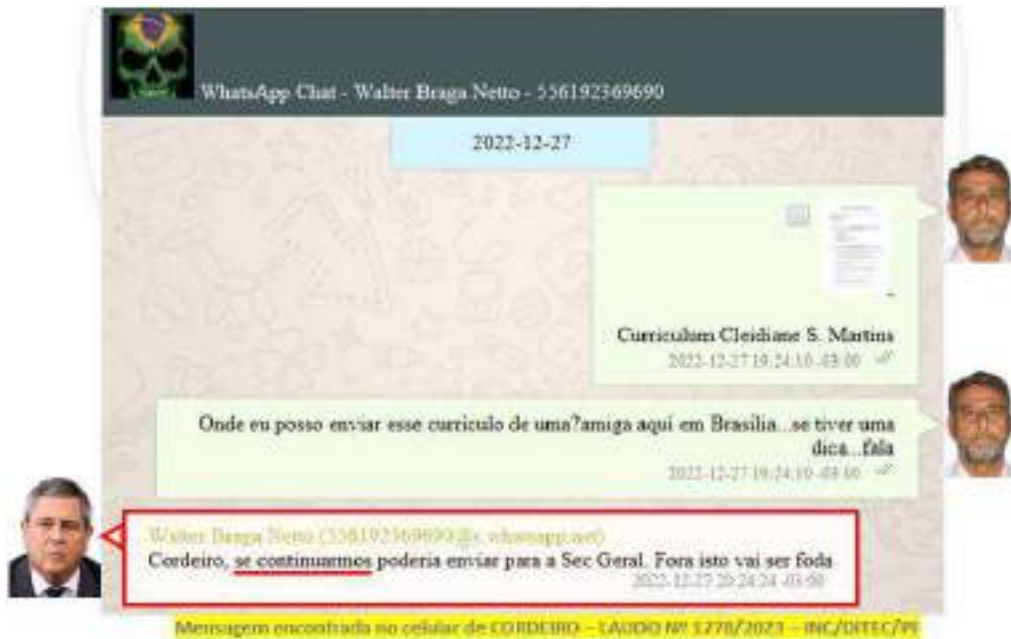 WhatsApp Chat - Walter Braga Netto - 556192369690
2022-12-27
Curriculum Cleidiane S. Martins
2022-12-27 19:24:10 -03:00
Onde eu posso enviar esse curriculo de uma?amiga aqui em Brasília...se tiver uma
dica...fala
2022-12-27 19:24:10 -03:00
Walter Braga Netto (556192369690@s.whatsapp.net)
Cordeiro, se continuarmos poderia enviar para a Sec Geral. Fora isto vai ser foda
2022-12-27 20:24:24 -03:00
Mensagem encontrada no celular de CORDEIRO – LAUDO Nº 1778/2023 – INC/DITEC/PF